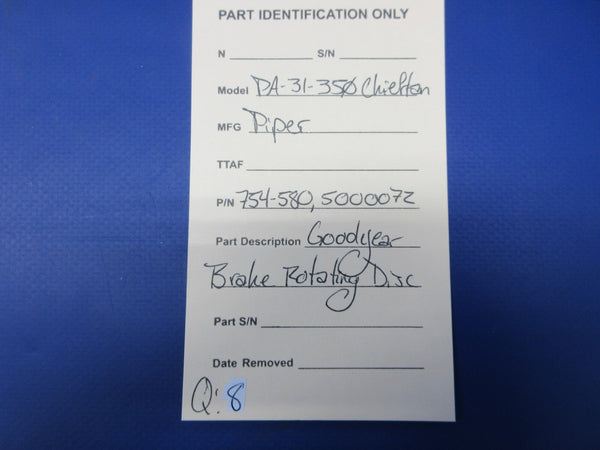 PART IDENTIFICATION ONLY
N S/N
Model PA-31-350 Chieftan
MFG Piper
TTAF
P/N 754-580, 5000072
Part Description Goodyear
Brake Rotating Disc
Part S/N
Date Removed
Q: 8